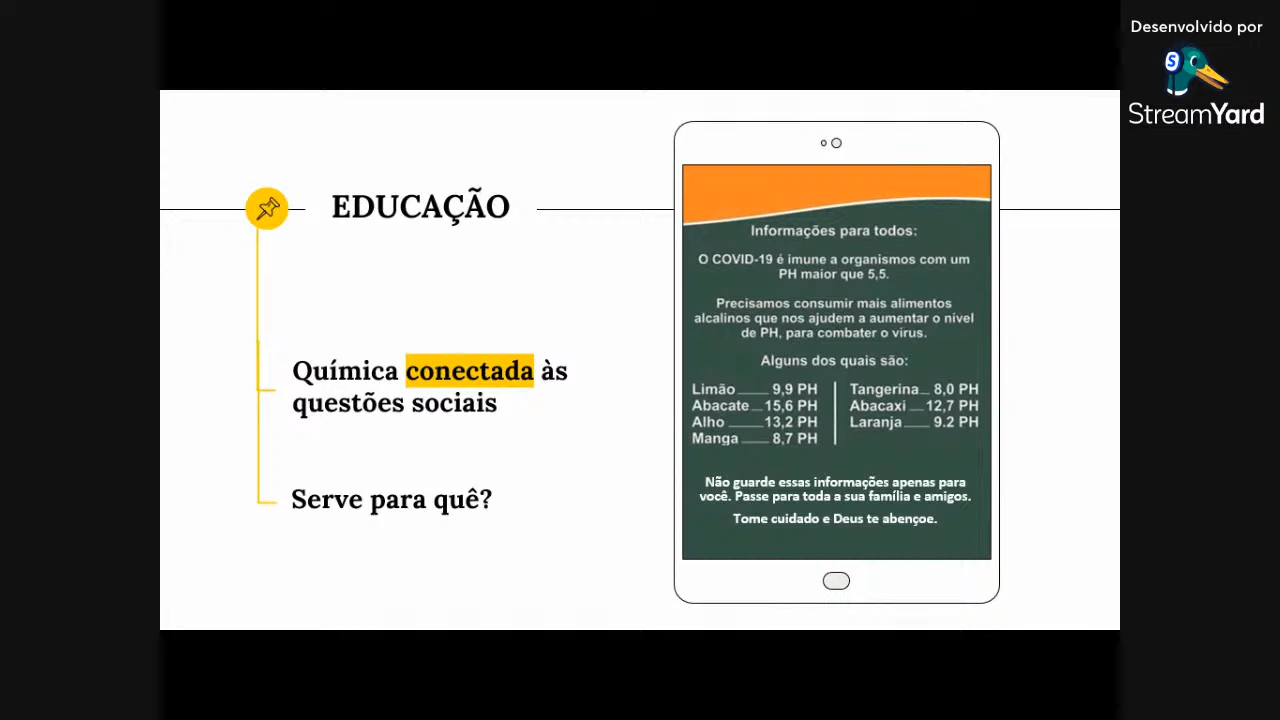 Desenvolvido por
StreamYard
EDUCAÇÃO
Química conectada às
questões sociais
Serve para quê?
Informações para todos:
O COVID-19 é imune a organismos com um
PH maior que 5,5.
Precisamos consumir mais alimentos
alcalinos que nos ajudem a aumentar o nível
de PH, para combater o vírus.
Alguns dos quais são:
Limão 9,9 PH
Abacate 15,6 PH
Alho 13,2 PH
Manga 8,7 PH
Tangerina 8,0 PH
Abacaxi 12,7 PH
Laranja 9.2 PH
Não guarde essas informações apenas para
você. Passe para toda a sua família e amigos.
Tome cuidado e Deus te abençoe.